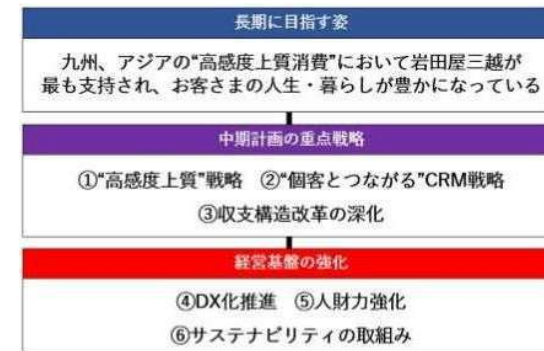 長期に目指す姿
九州、アジアの“高感度上質消費”において岩田屋三越が
最も支持され、お客さまの人生・暮らしが豊かになっている
中期計画の重点戦略
①“高感度上質”戦略　②“個客とつながる”CRM戦略
③収支構造改革の深化
経営基盤の強化
④DX化推進　⑤人財力強化
⑥サステナビリティの取組み